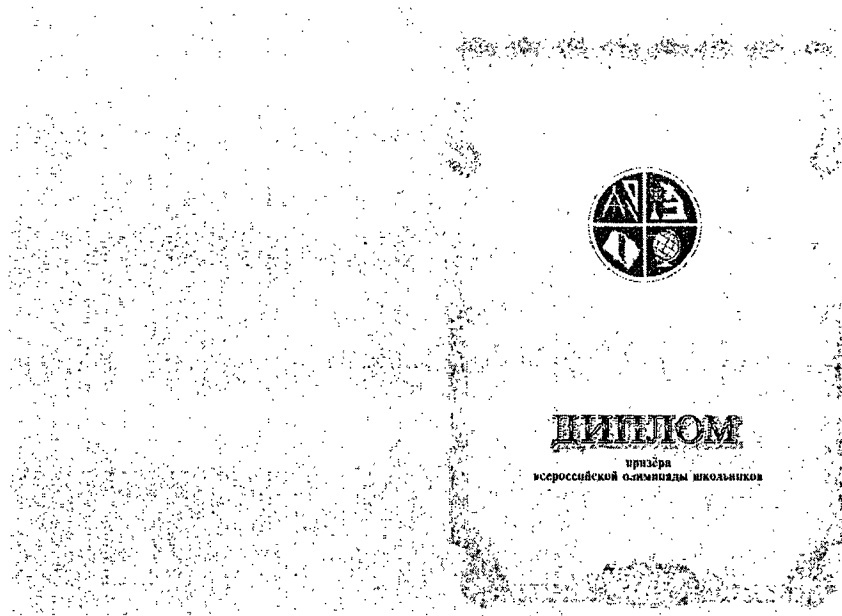 ДИПЛОМ
призёра
всероссийской олимпиады школьников